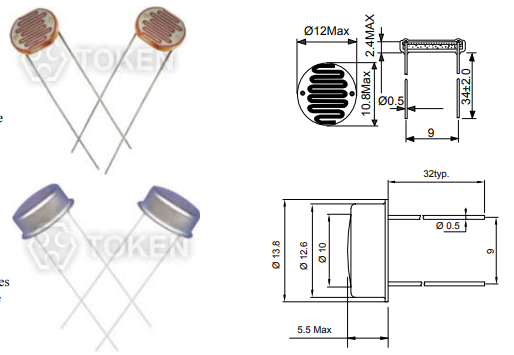 TOKEN
Ø12Max
2.4MAX
10.8Max
Ø0.5
34±2.0
9
e
TOKEN
32typ.
Ø 13.8
Ø 12.6
Ø 10
Ø 0.5
9
5.5 Max
es
e